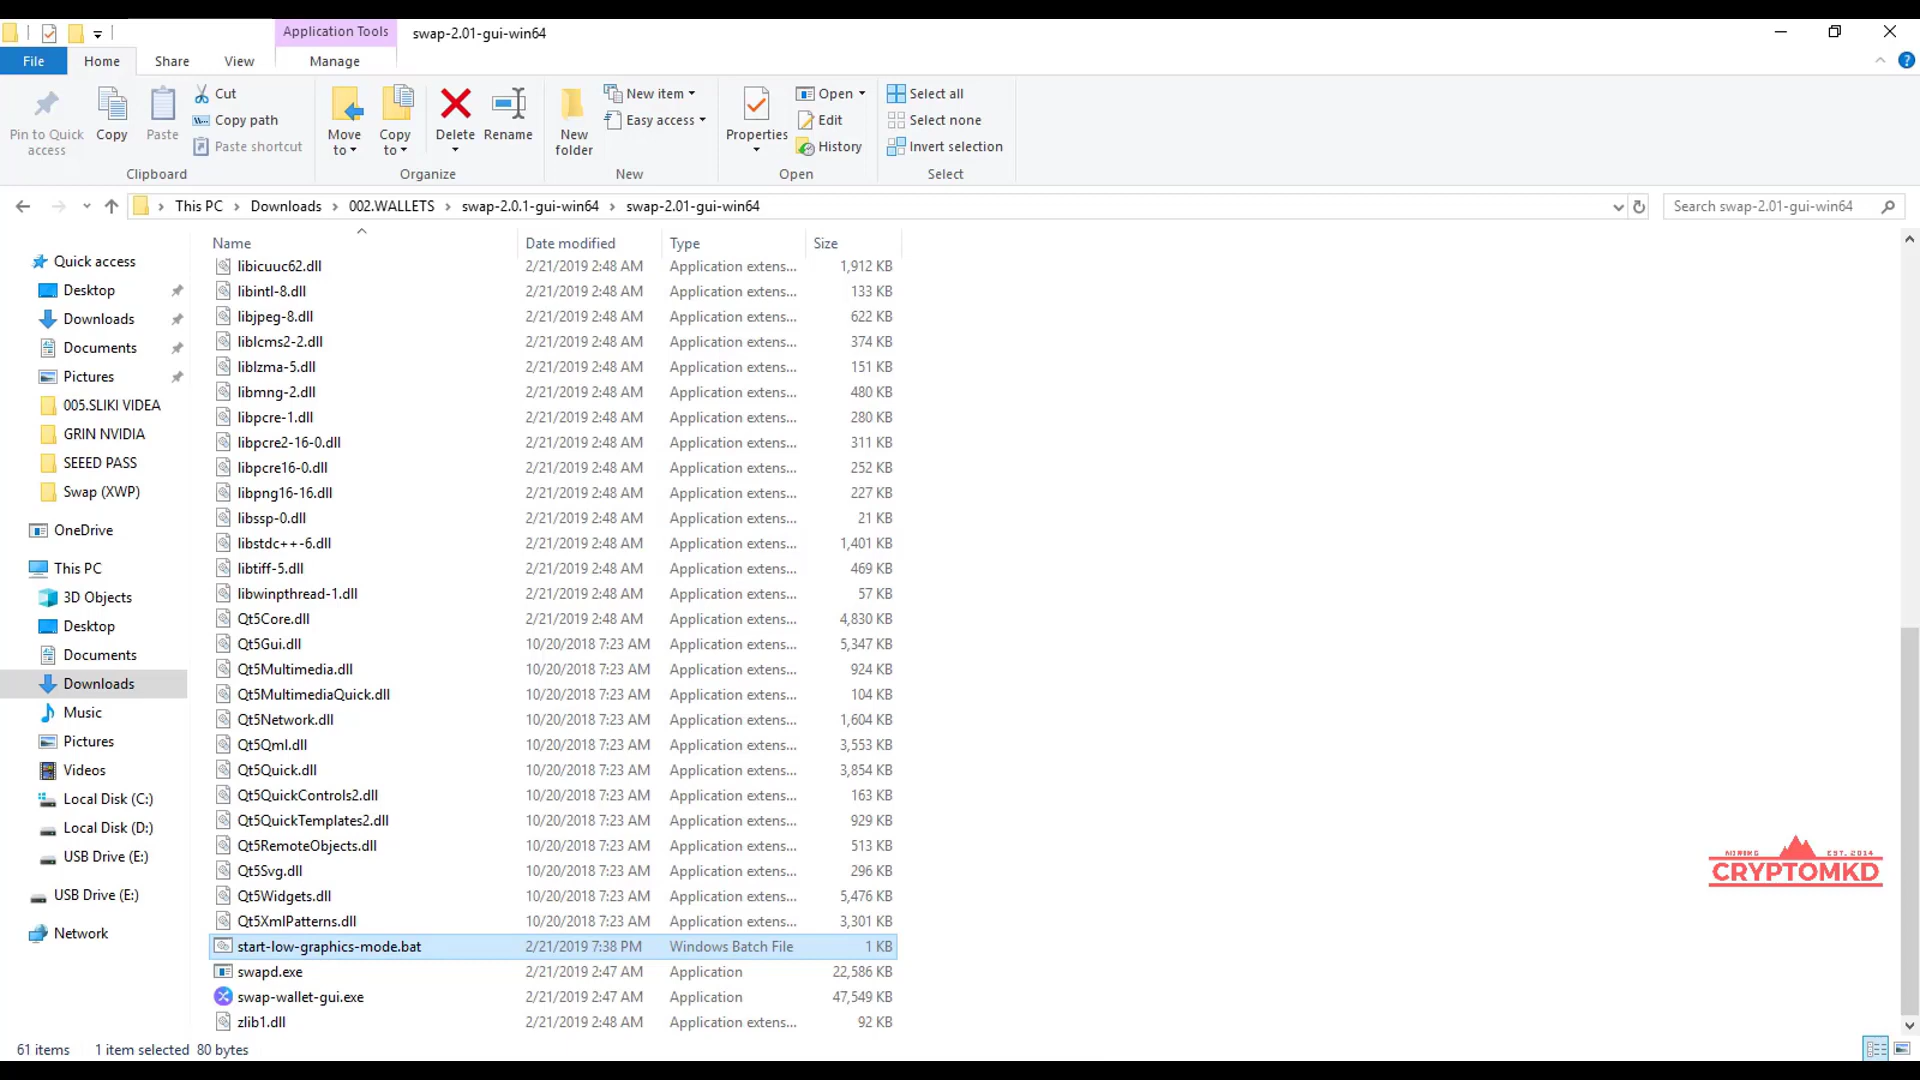 Application Tools swap-2.01-gui-win64
File Home Share View Manage
Pin to Quick access
Copy
Paste
Cut
Copy path
Paste shortcut
Clipboard
Move to
Copy to
Delete
Rename
Organize
New folder
New item
Easy access
New
Properties
Open
Edit
History
Open
Select all
Select none
Invert selection
Select
This PC Downloads 002.WALLETS swap-2.0.1-gui-win64 swap-2.01-gui-win64
Search swap-2.01-gui-win64
Quick access
Desktop
Downloads
Documents
Pictures
005.SLIKI VIDEA
GRIN NVIDIA
SEEED PASS
Swap (XWP)
OneDrive
This PC
3D Objects
Desktop
Documents
Downloads
Music
Pictures
Videos
Local Disk (C:)
Local Disk (D:)
USB Drive (E:)
USB Drive (E:)
Network
Name Date modified Type Size
libicuuc62.dll 2/21/2019 2:48 AM Application extens... 1,912 KB
libintl-8.dll 2/21/2019 2:48 AM Application extens... 133 KB
libjpeg-8.dll 2/21/2019 2:48 AM Application extens... 622 KB
liblcms2-2.dll 2/21/2019 2:48 AM Application extens... 374 KB
liblzma-5.dll 2/21/2019 2:48 AM Application extens... 151 KB
libmng-2.dll 2/21/2019 2:48 AM Application extens... 480 KB
libpcre-1.dll 2/21/2019 2:48 AM Application extens... 280 KB
libpcre2-16-0.dll 2/21/2019 2:48 AM Application extens... 311 KB
libpcre16-0.dll 2/21/2019 2:48 AM Application extens... 252 KB
libpng16-16.dll 2/21/2019 2:48 AM Application extens... 227 KB
libssp-0.dll 2/21/2019 2:48 AM Application extens... 21 KB
libstdc++-6.dll 2/21/2019 2:48 AM Application extens... 1,401 KB
libtiff-5.dll 2/21/2019 2:48 AM Application extens... 469 KB
libwinpthread-1.dll 2/21/2019 2:48 AM Application extens... 57 KB
Qt5Core.dll 2/21/2019 2:48 AM Application extens... 4,830 KB
Qt5Gui.dll 10/20/2018 7:23 AM Application extens... 5,347 KB
Qt5Multimedia.dll 10/20/2018 7:23 AM Application extens... 924 KB
Qt5MultimediaQuick.dll 10/20/2018 7:23 AM Application extens... 104 KB
Qt5Network.dll 10/20/2018 7:23 AM Application extens... 1,604 KB
Qt5Qml.dll 10/20/2018 7:23 AM Application extens... 3,553 KB
Qt5Quick.dll 10/20/2018 7:23 AM Application extens... 3,854 KB
Qt5QuickControls2.dll 10/20/2018 7:23 AM Application extens... 163 KB
Qt5QuickTemplates2.dll 10/20/2018 7:23 AM Application extens... 929 KB
Qt5RemoteObjects.dll 10/20/2018 7:23 AM Application extens... 513 KB
Qt5Svg.dll 10/20/2018 7:23 AM Application extens... 296 KB
Qt5Widgets.dll 10/20/2018 7:23 AM Application extens... 5,476 KB
Qt5XmlPatterns.dll 10/20/2018 7:23 AM Application extens... 3,301 KB
start-low-graphics-mode.bat 2/21/2019 7:38 PM Windows Batch File 1 KB
swapd.exe 2/21/2019 2:47 AM Application 22,586 KB
swap-wallet-gui.exe 2/21/2019 2:47 AM Application 47,549 KB
zlib1.dll 2/21/2019 2:48 AM Application extens... 92 KB
MINING EST. 2014
CRYPTOMKD
61 items 1 item selected 80 bytes